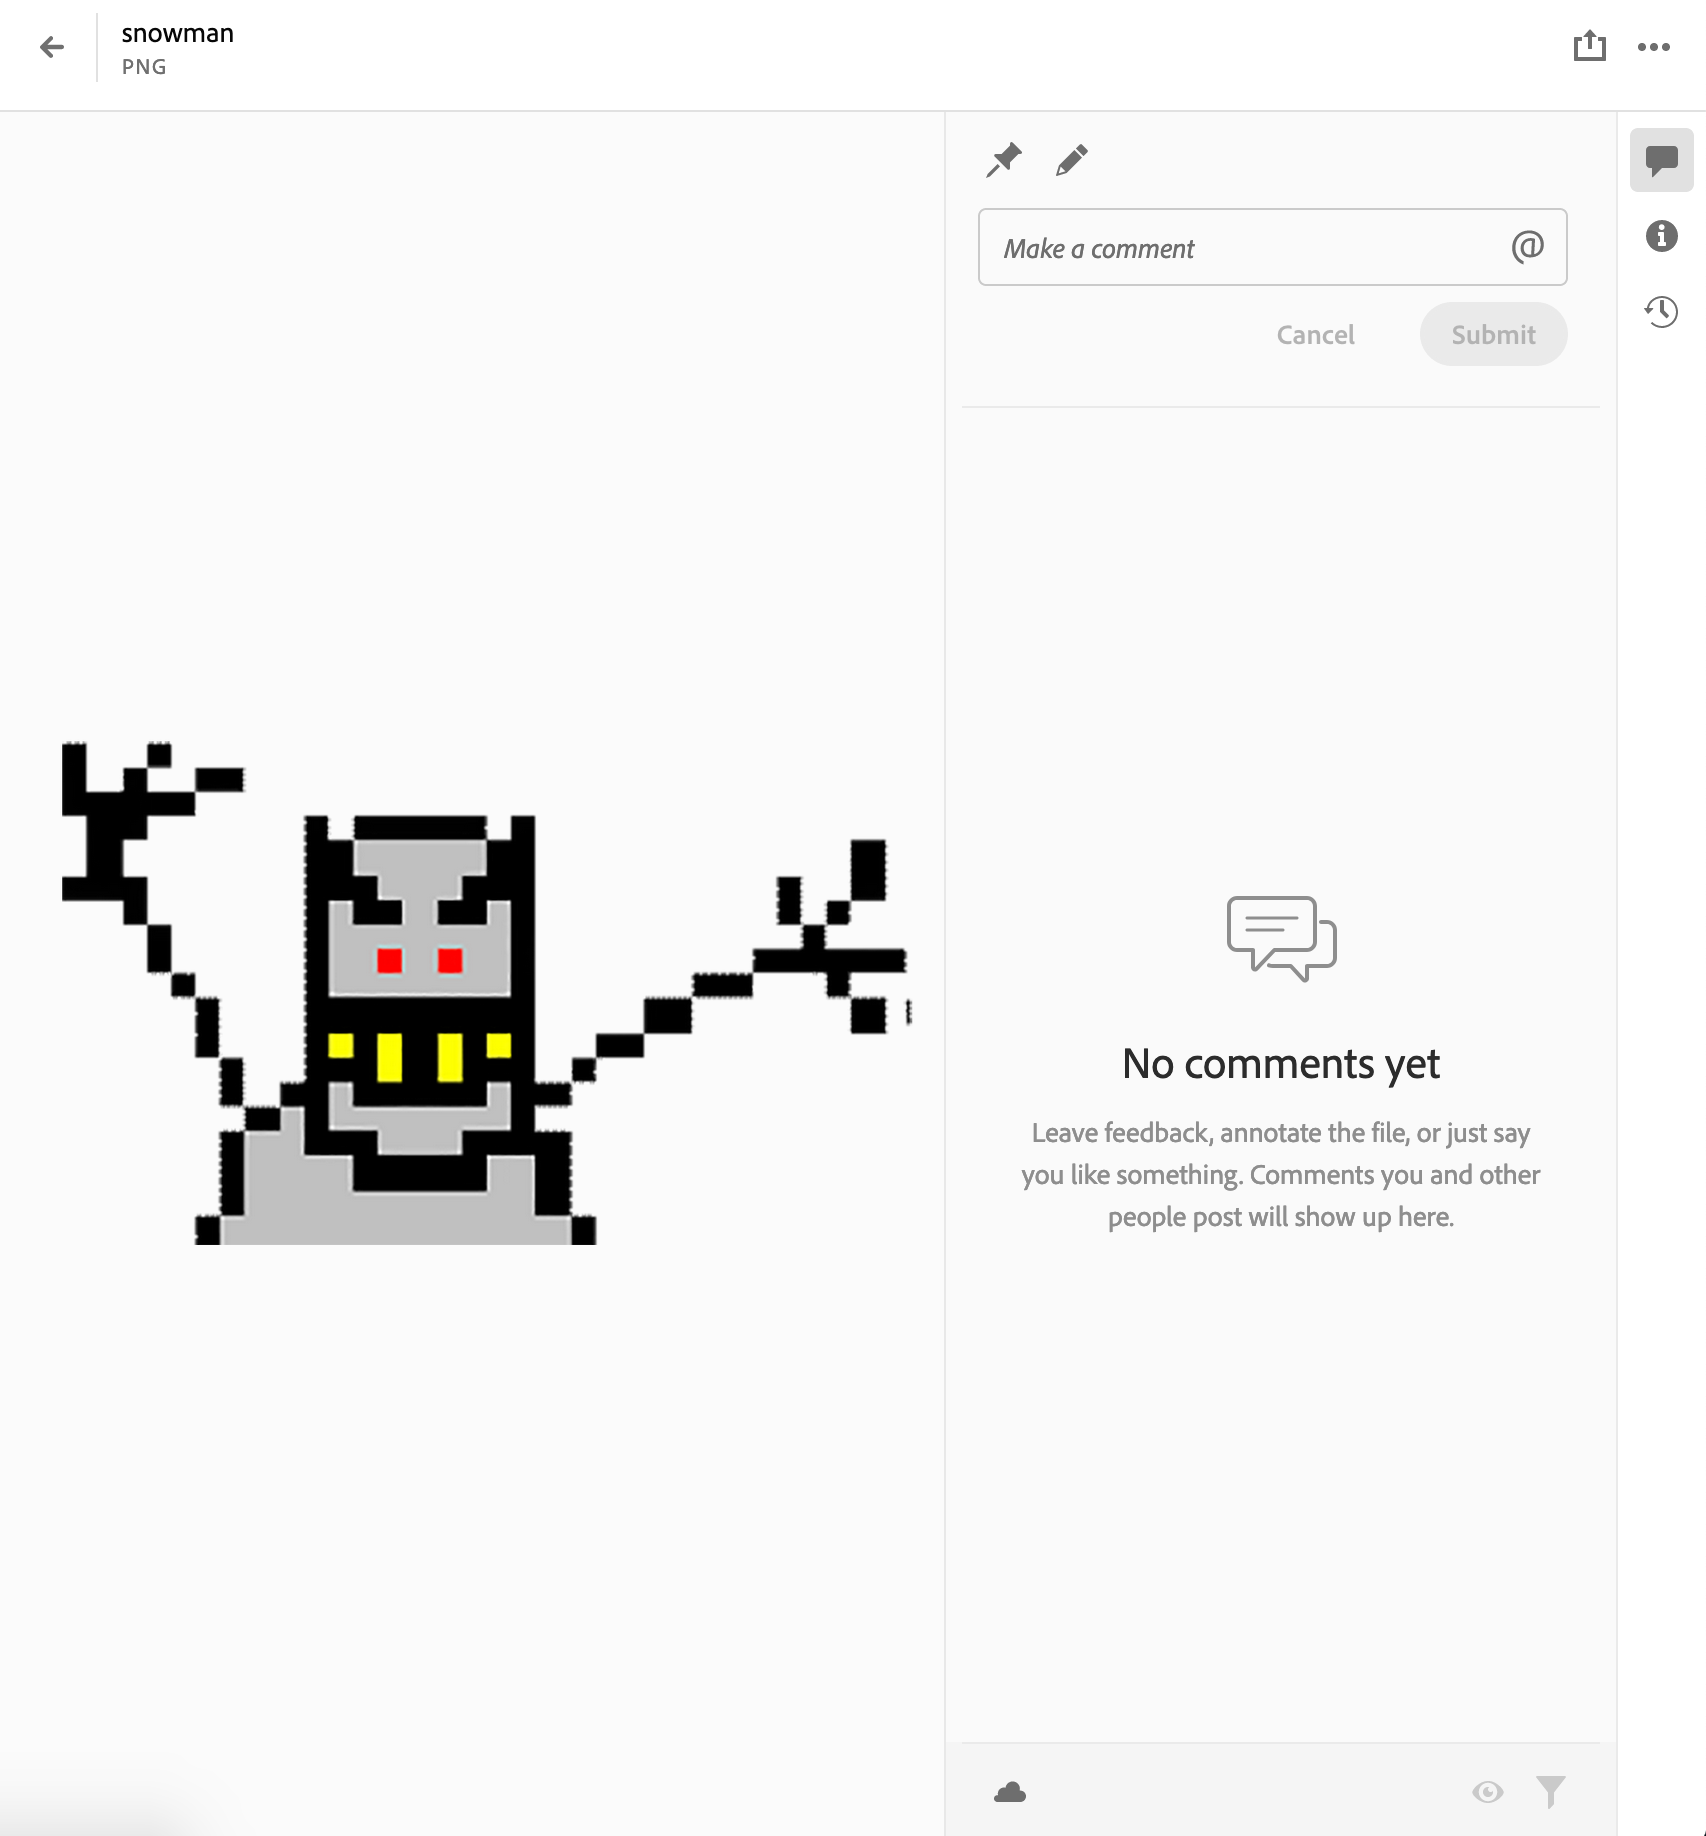 snowman
PNG
Make a comment
@
Cancel
Submit
No comments yet
Leave feedback, annotate the file, or just say
you like something. Comments you and other
people post will show up here.